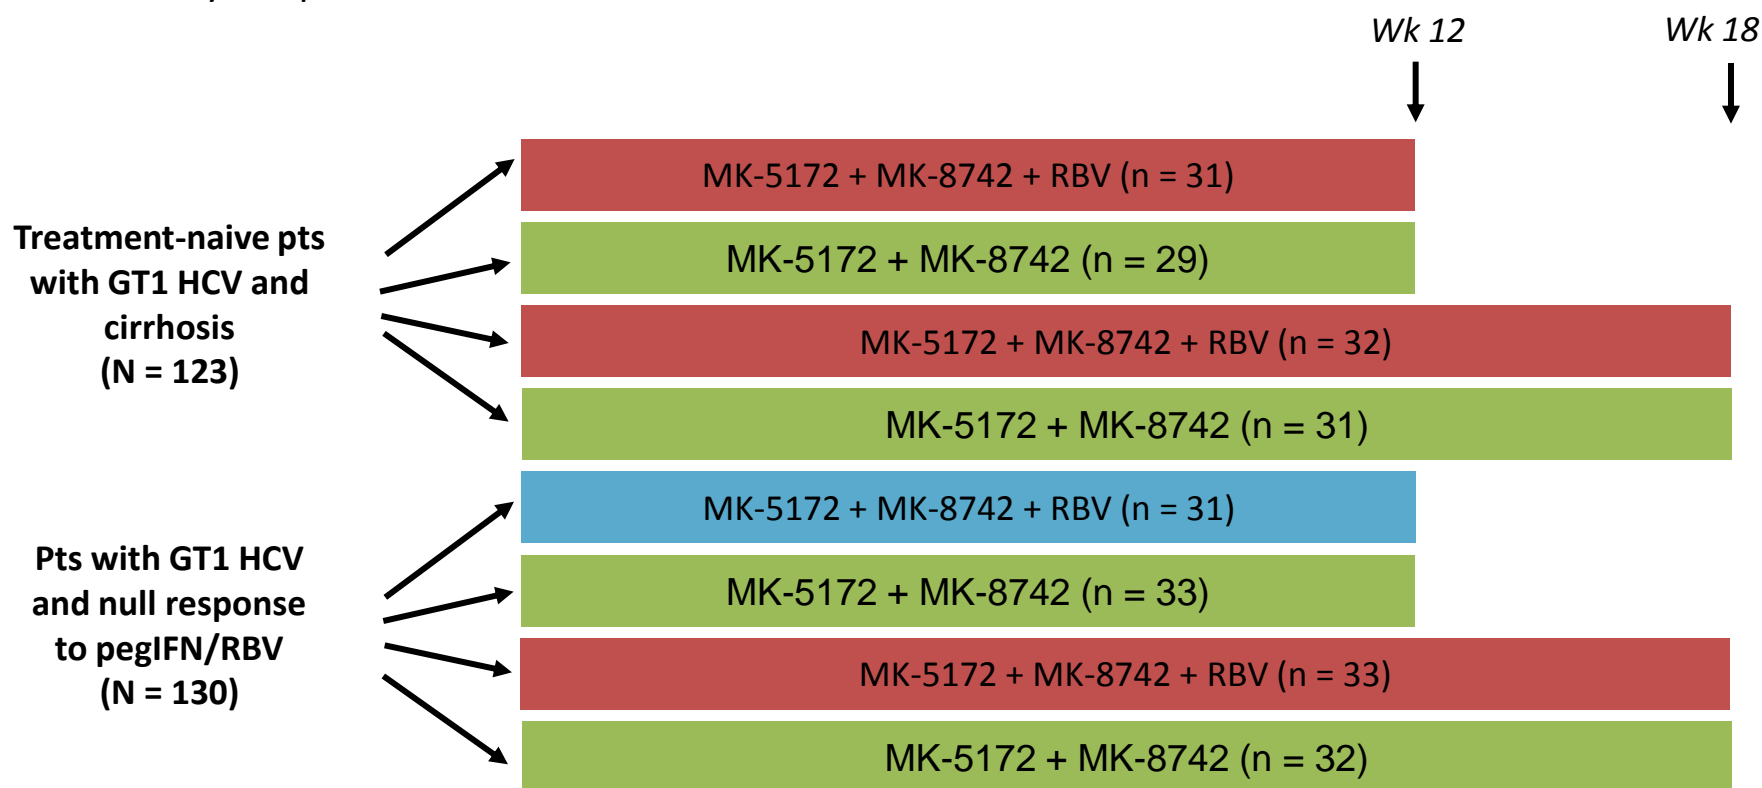 Wk 12
Wk 18
MK-5172 + MK-8742 + RBV (n = 31)
Treatment-naive pts
with GT1 HCV and
cirrhosis
(N = 123)
MK-5172 + MK-8742 (n = 29)
MK-5172 + MK-8742 + RBV (n = 32)
MK-5172 + MK-8742 (n = 31)
MK-5172 + MK-8742 + RBV (n = 31)
Pts with GT1 HCV
and null response
to pegIFN/RBV
(N = 130)
MK-5172 + MK-8742 (n = 33)
MK-5172 + MK-8742 + RBV (n = 33)
MK-5172 + MK-8742 (n = 32)